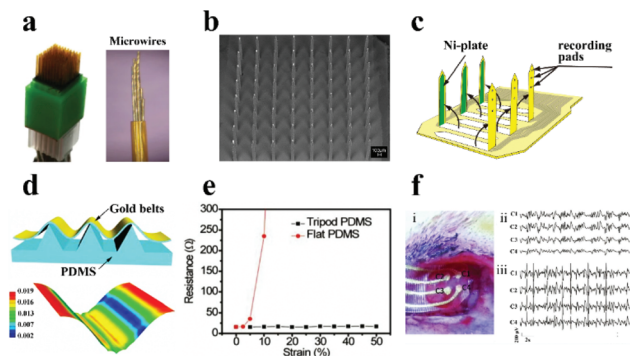 a
Microwires
b
c
Ni-plate
recording
pads
d
Gold belts
PDMS
0.019
0.016
0.013
0.007
0.002
e
Resistance (Ω)
300
250
200
150
100
50
0
Tripod PDMS
Flat PDMS
0 10 20 30 40 50
Strain (%)
f
i
ii
C1
C2
C3
C4
iii
C1
C2
C3
C4
2s